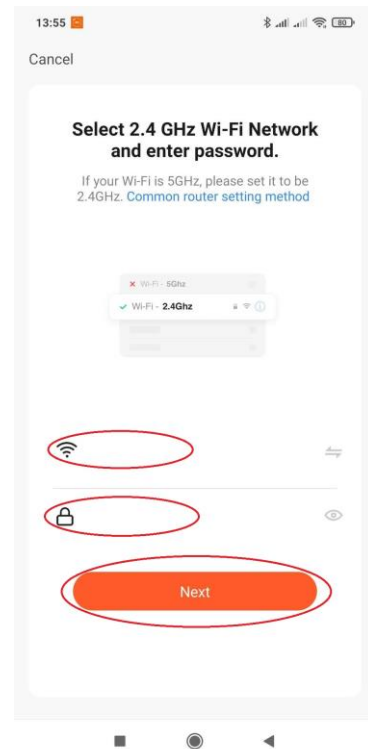 13:55
80
Cancel
Select 2.4 GHz Wi-Fi Network
and enter password.
If your Wi-Fi is 5GHz, please set it to be
2.4GHz. Common router setting method
Wi-Fi - 5Ghz
Wi-Fi - 2.4Ghz
Next